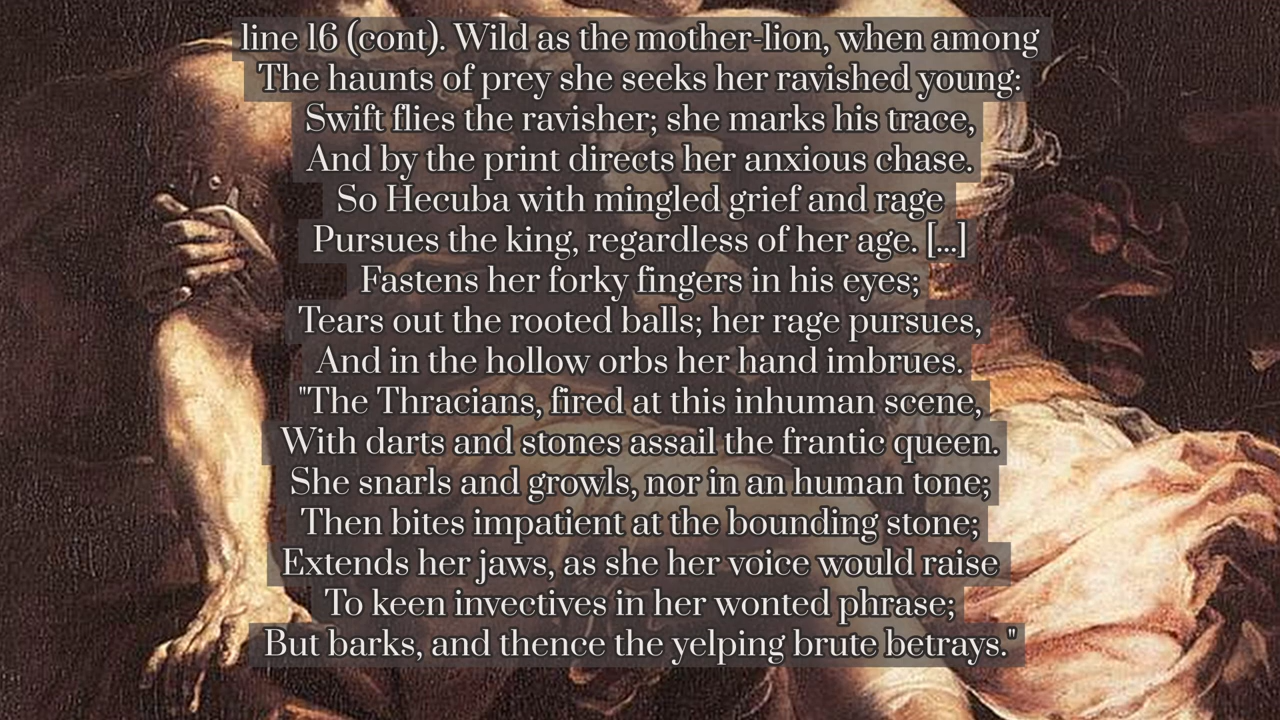 line 16 (cont). Wild as the mother-lion, when among
The haunts of prey she seeks her ravished young:
Swift flies the ravisher; she marks his trace,
And by the print directs her anxious chase.
So Hecuba with mingled grief and rage
Pursues the king, regardless of her age. [...]
Fastens her forky fingers in his eyes;
Tears out the rooted balls; her rage pursues,
And in the hollow orbs her hand imbrues.
"The Thracians, fired at this inhuman scene,
With darts and stones assail the frantic queen.
She snarls and growls, nor in an human tone;
Then bites impatient at the bounding stone;
Extends her jaws, as she her voice would raise
To keen invectives in her wonted phrase;
But barks, and thence the yelping brute betrays."